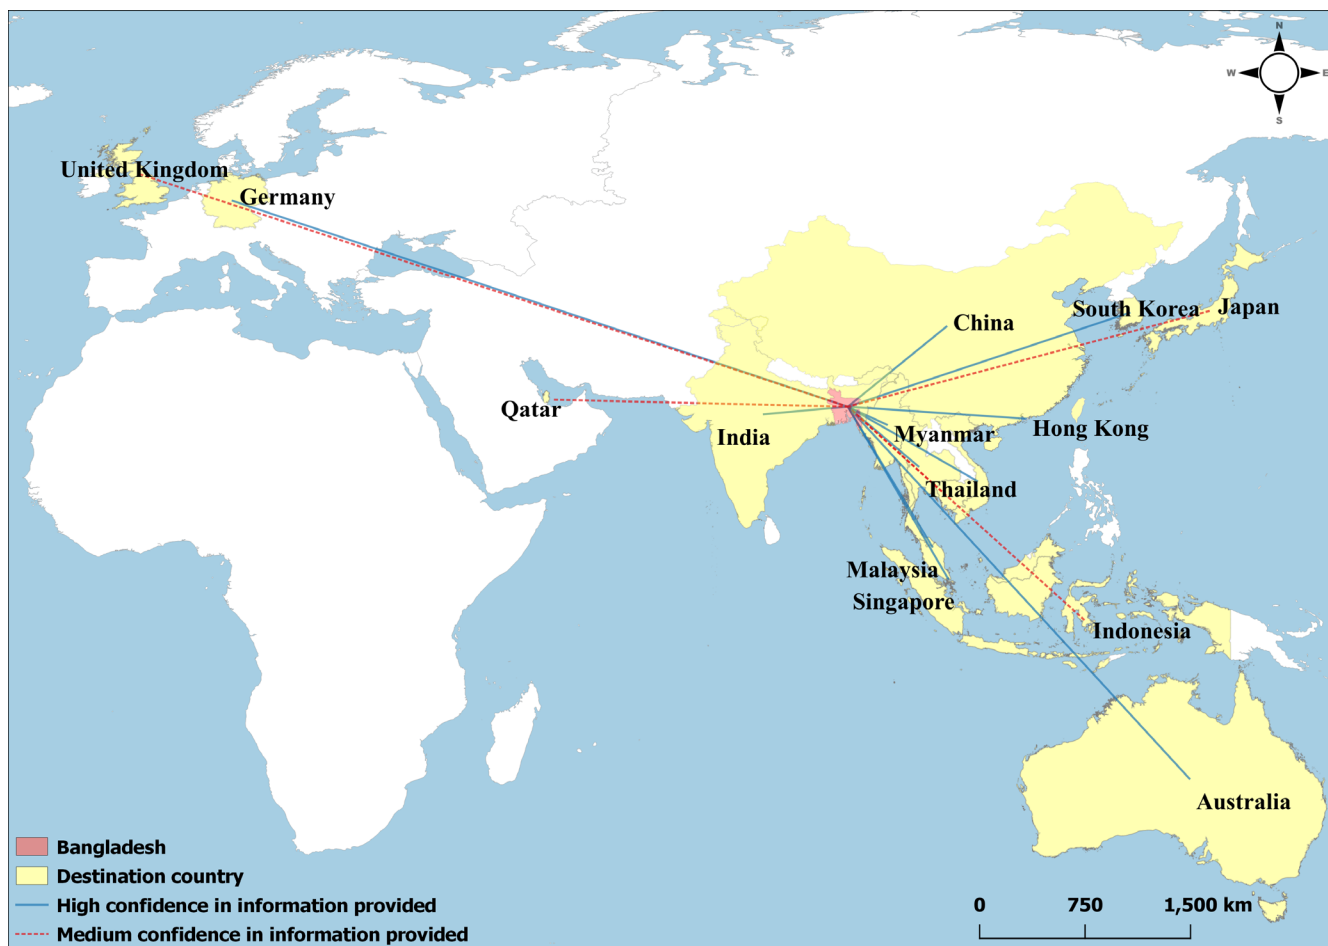 N
W E
S
United Kingdom
Germany
China
South Korea
Japan
Qatar
India
Myanmar
Hong Kong
Thailand
Malaysia
Singapore
Indonesia
Australia
Bangladesh
Destination country
High confidence in information provided
Medium confidence in information provided
0 750 1,500 km